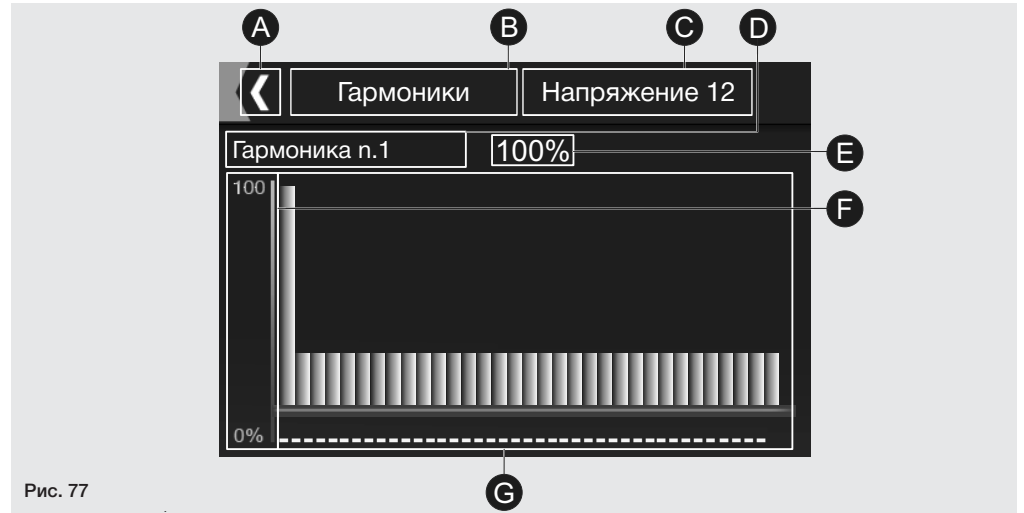 A B C D
Гармоники Напряжение 12
Гармоника n.1 100% E
100 F
0%
Рис. 77 G